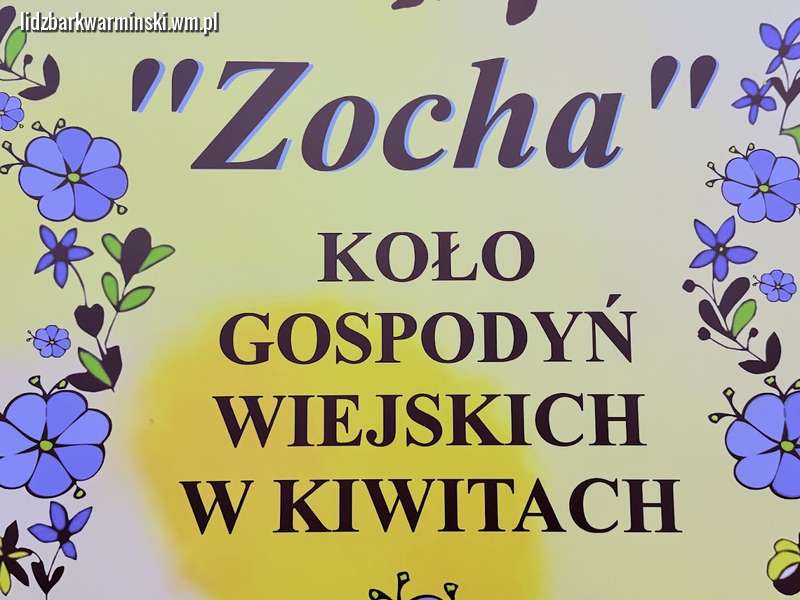 lidzbarkwarminski.wm.pl
"Zocha"
KOŁO
GOSPODYŃ
WIEJSKICH
W KIWITACH